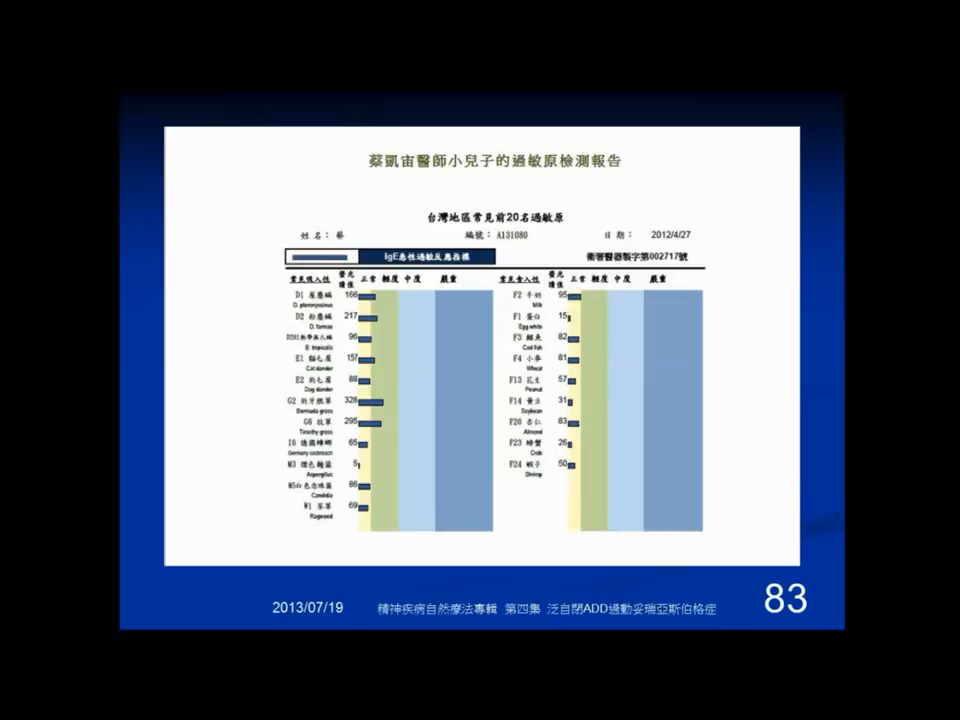 蔡凱宙醫師小兒子的過敏原檢測報告
台灣地區常見前20名過敏原
姓名： 蔡 編號： A131080 日期： 2012/4/27
IgE急性過敏反應指標 衛署醫器製字第002717號
常見吸入性 螢光讀值 正常 輕度 中度 嚴重
D1 屋塵蟎 166
D. pteronyssinus
D2 粉塵蟎 217
D. farinae
D201熱帶無爪蟎 96
B. tropicalis
E1 貓毛屑 157
Cat dander
E2 狗毛屑 88
Dog dander
G2 狗牙根草 328
Bermuda grass
G6 牧草 295
Timothy grass
I6 德國蟑螂 65
Germany cockroach
M3 煙色麴菌 5
Aspergillus
M5白色念珠菌 86
Candida
W1 豕草 69
Ragweed
常見食入性 螢光讀值 正常 輕度 中度 嚴重
F2 牛奶 95
Milk
F1 蛋白 15
Egg white
F3 鱈魚 82
Cod fish
F4 小麥 81
Wheat
F13 花生 57
Peanut
F14 黃豆 31
Soybean
F20 杏仁 83
Almond
F23 螃蟹 26
Crab
F24 蝦子 50
Shrimp
2013/07/19 精神疾病自然療法專輯 第四集 泛自閉ADD過動妥瑞亞斯伯格症 83